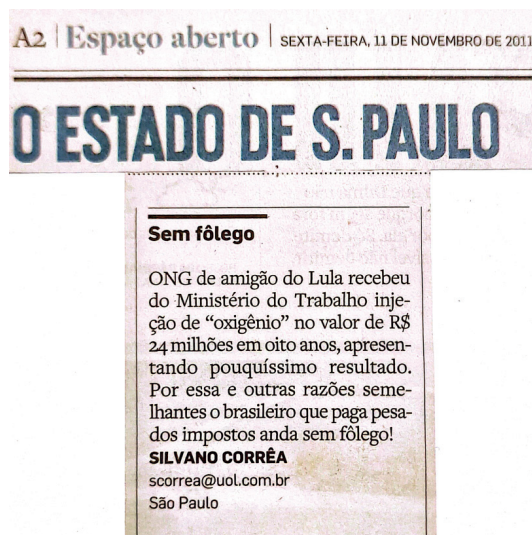 A2 | Espaço aberto | SEXTA-FEIRA, 11 DE NOVEMBRO DE 2011
O ESTADO DE S. PAULO
Sem fôlego
ONG de amigão do Lula recebeu
do Ministério do Trabalho inje-
ção de “oxigênio” no valor de R$
24 milhões em oito anos, apresen-
tando pouquíssimo resultado.
Por essa e outras razões seme-
lhantes o brasileiro que paga pesa-
dos impostos anda sem fôlego!
SILVANO CORRÊA
scorrea@uol.com.br
São Paulo